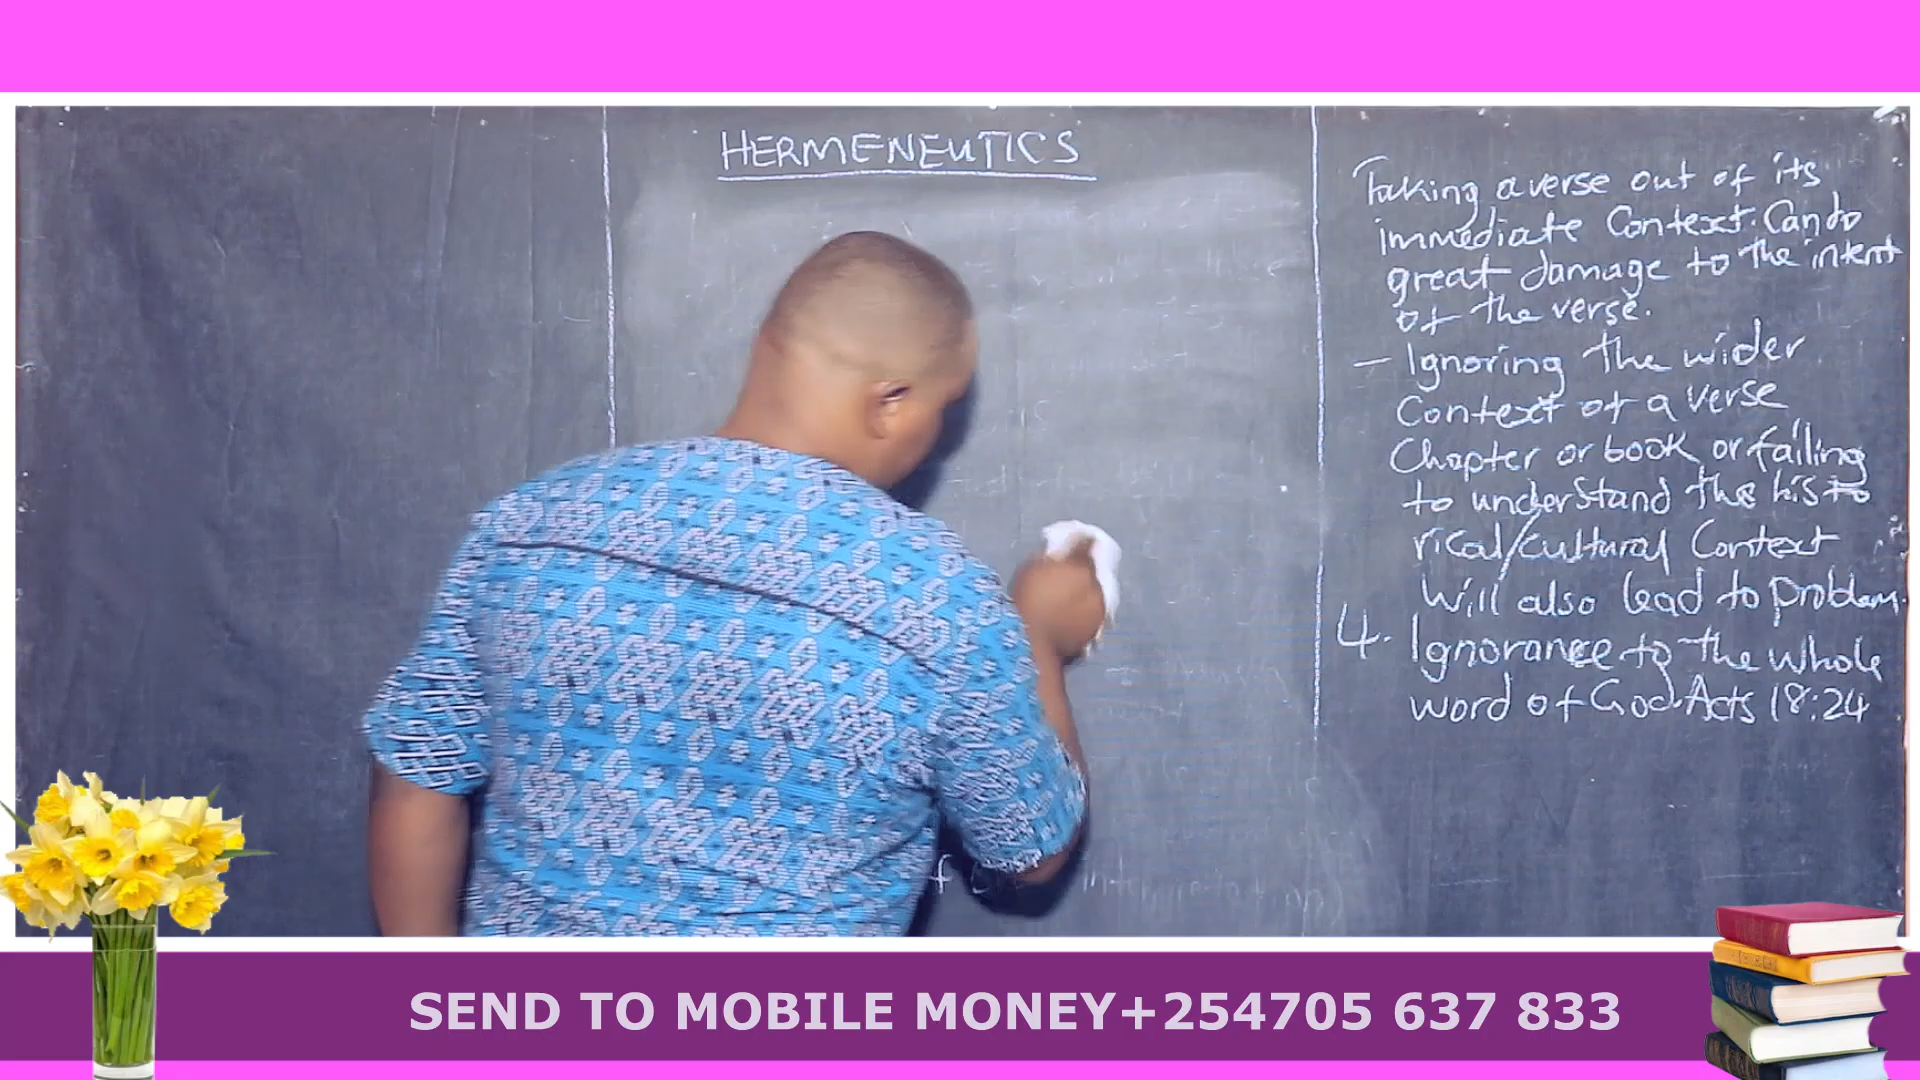 HERMENEUTICS
Taking a verse out of its
immediate Context. Can do
great damage to the intent
of the verse.
- Ignoring the wider
Context of a verse
Chapter or book or failing
to understand the histo
rical/cultural Context
will also lead to problem.
4. Ignorance to the whole
word of God Acts 18:24
SEND TO MOBILE MONEY+254705 637 833